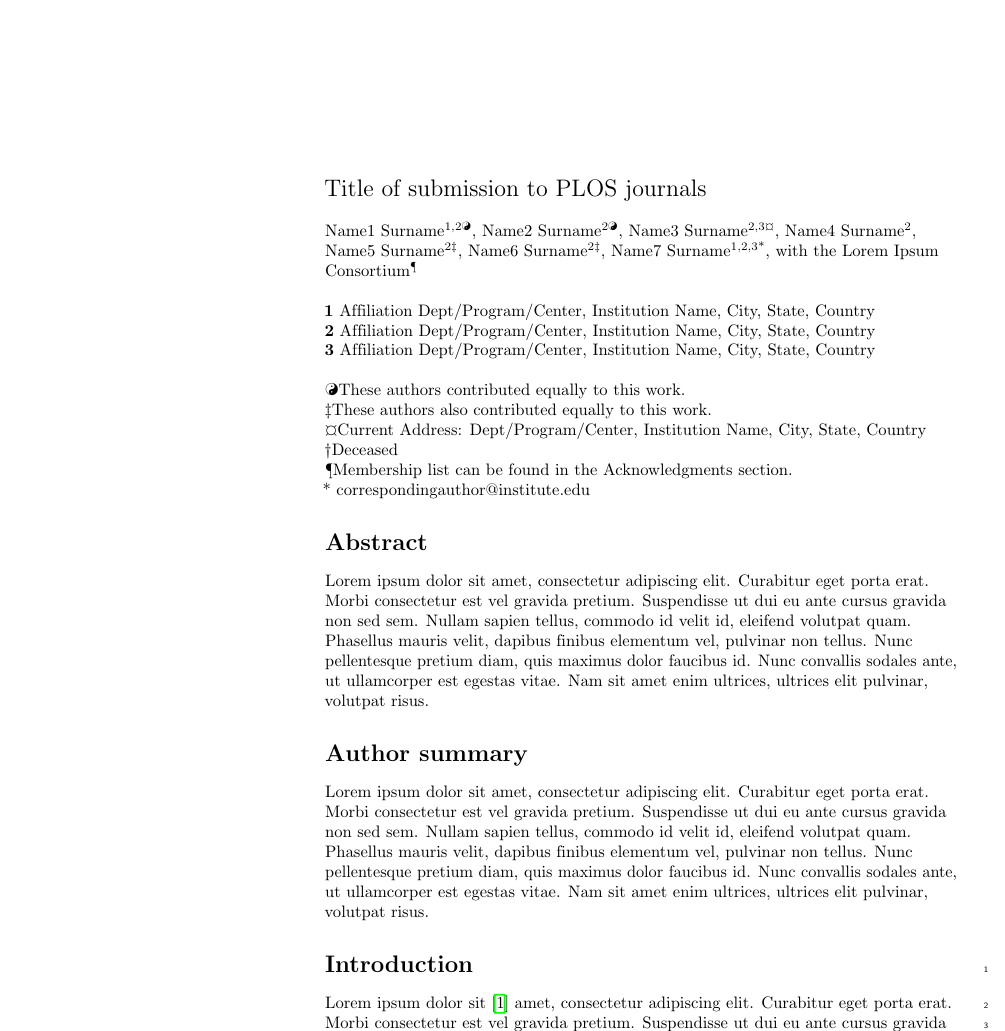 Title of submission to PLOS journals
Name1 Surname1,2☯, Name2 Surname2☯, Name3 Surname2,3¤, Name4 Surname2,
Name5 Surname2‡, Name6 Surname2‡, Name7 Surname1,2,3*, with the Lorem Ipsum
Consortium¶
1 Affiliation Dept/Program/Center, Institution Name, City, State, Country
2 Affiliation Dept/Program/Center, Institution Name, City, State, Country
3 Affiliation Dept/Program/Center, Institution Name, City, State, Country
☯These authors contributed equally to this work.
‡These authors also contributed equally to this work.
¤Current Address: Dept/Program/Center, Institution Name, City, State, Country
†Deceased
¶Membership list can be found in the Acknowledgments section.
* correspondingauthor@institute.edu
Abstract
Lorem ipsum dolor sit amet, consectetur adipiscing elit. Curabitur eget porta erat.
Morbi consectetur est vel gravida pretium. Suspendisse ut dui eu ante cursus gravida
non sed sem. Nullam sapien tellus, commodo id velit id, eleifend volutpat quam.
Phasellus mauris velit, dapibus finibus elementum vel, pulvinar non tellus. Nunc
pellentesque pretium diam, quis maximus dolor faucibus id. Nunc convallis sodales ante,
ut ullamcorper est egestas vitae. Nam sit amet enim ultrices, ultrices elit pulvinar,
volutpat risus.
Author summary
Lorem ipsum dolor sit amet, consectetur adipiscing elit. Curabitur eget porta erat.
Morbi consectetur est vel gravida pretium. Suspendisse ut dui eu ante cursus gravida
non sed sem. Nullam sapien tellus, commodo id velit id, eleifend volutpat quam.
Phasellus mauris velit, dapibus finibus elementum vel, pulvinar non tellus. Nunc
pellentesque pretium diam, quis maximus dolor faucibus id. Nunc convallis sodales ante,
ut ullamcorper est egestas vitae. Nam sit amet enim ultrices, ultrices elit pulvinar,
volutpat risus.
Introduction 1
Lorem ipsum dolor sit [1] amet, consectetur adipiscing elit. Curabitur eget porta erat. 2
Morbi consectetur est vel gravida pretium. Suspendisse ut dui eu ante cursus gravida 3